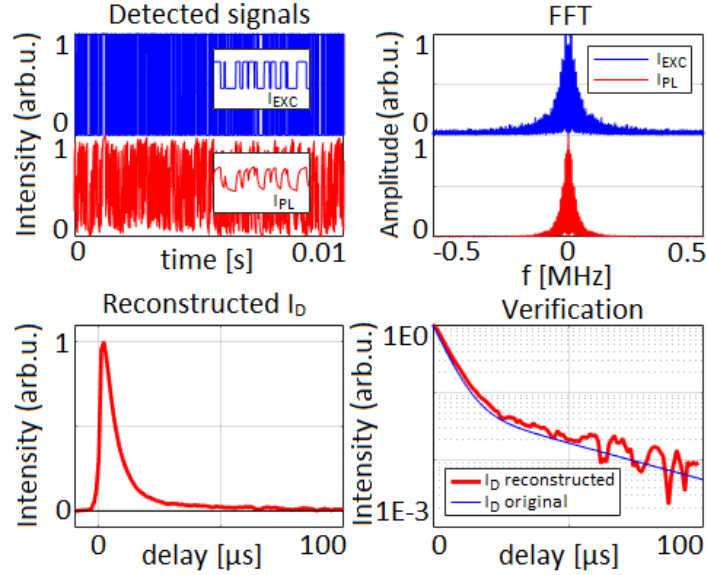 Detected signals
Intensity (arb.u.)
1
0
1
0
I_EXC
I_PL
0
0.01
time [s]
FFT
Amplitude(arb.u.)
1
0
1
0
I_EXC
I_PL
-0.5
0
0.5
f [MHz]
Reconstructed I_D
Intensity (arb.u.)
1
0
0
100
delay [µs]
Verification
Intensity (arb.u.)
1E0
1E-3
I_D reconstructed
I_D original
0
100
delay [µs]